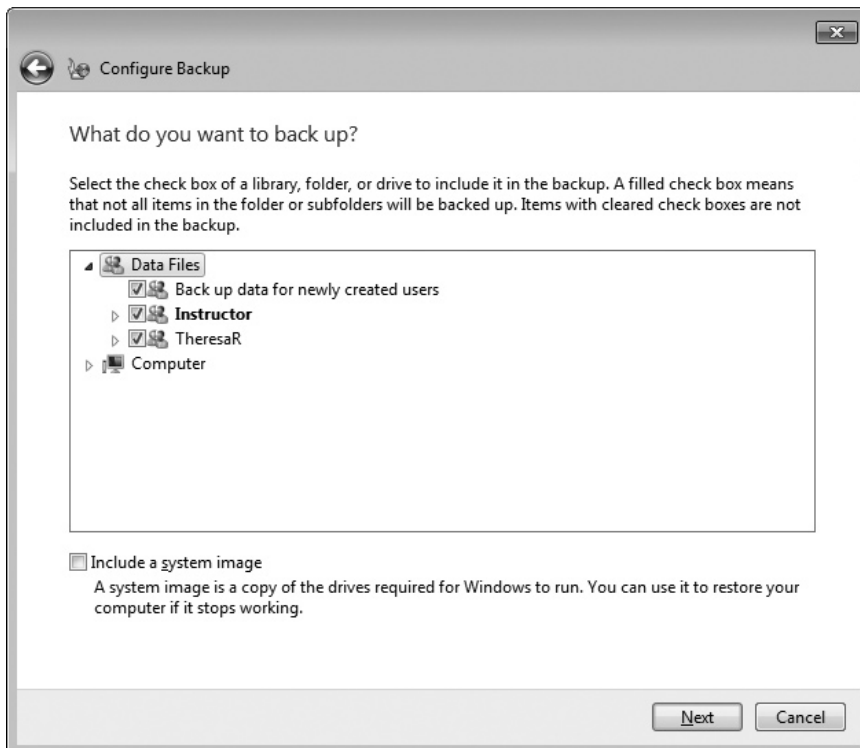 Configure Backup
What do you want to back up?
Select the check box of a library, folder, or drive to include it in the backup. A filled check box means
that not all items in the folder or subfolders will be backed up. Items with cleared check boxes are not
included in the backup.
Data Files
Back up data for newly created users
Instructor
TheresaR
Computer
Include a system image
A system image is a copy of the drives required for Windows to run. You can use it to restore your
computer if it stops working.
Next
Cancel